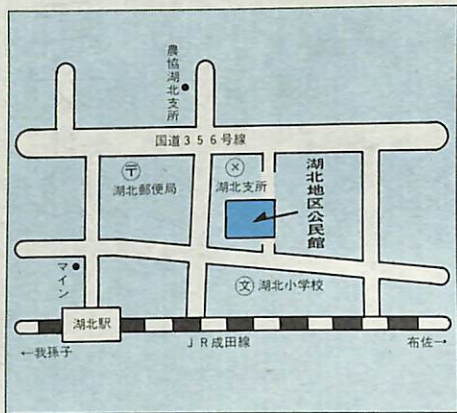 農協湖北支所
国道356号線
〒
湖北郵便局
湖北支所
湖北地区公民館
マイン
文
湖北小学校
湖北駅
←我孫子
JR成田線
布佐→